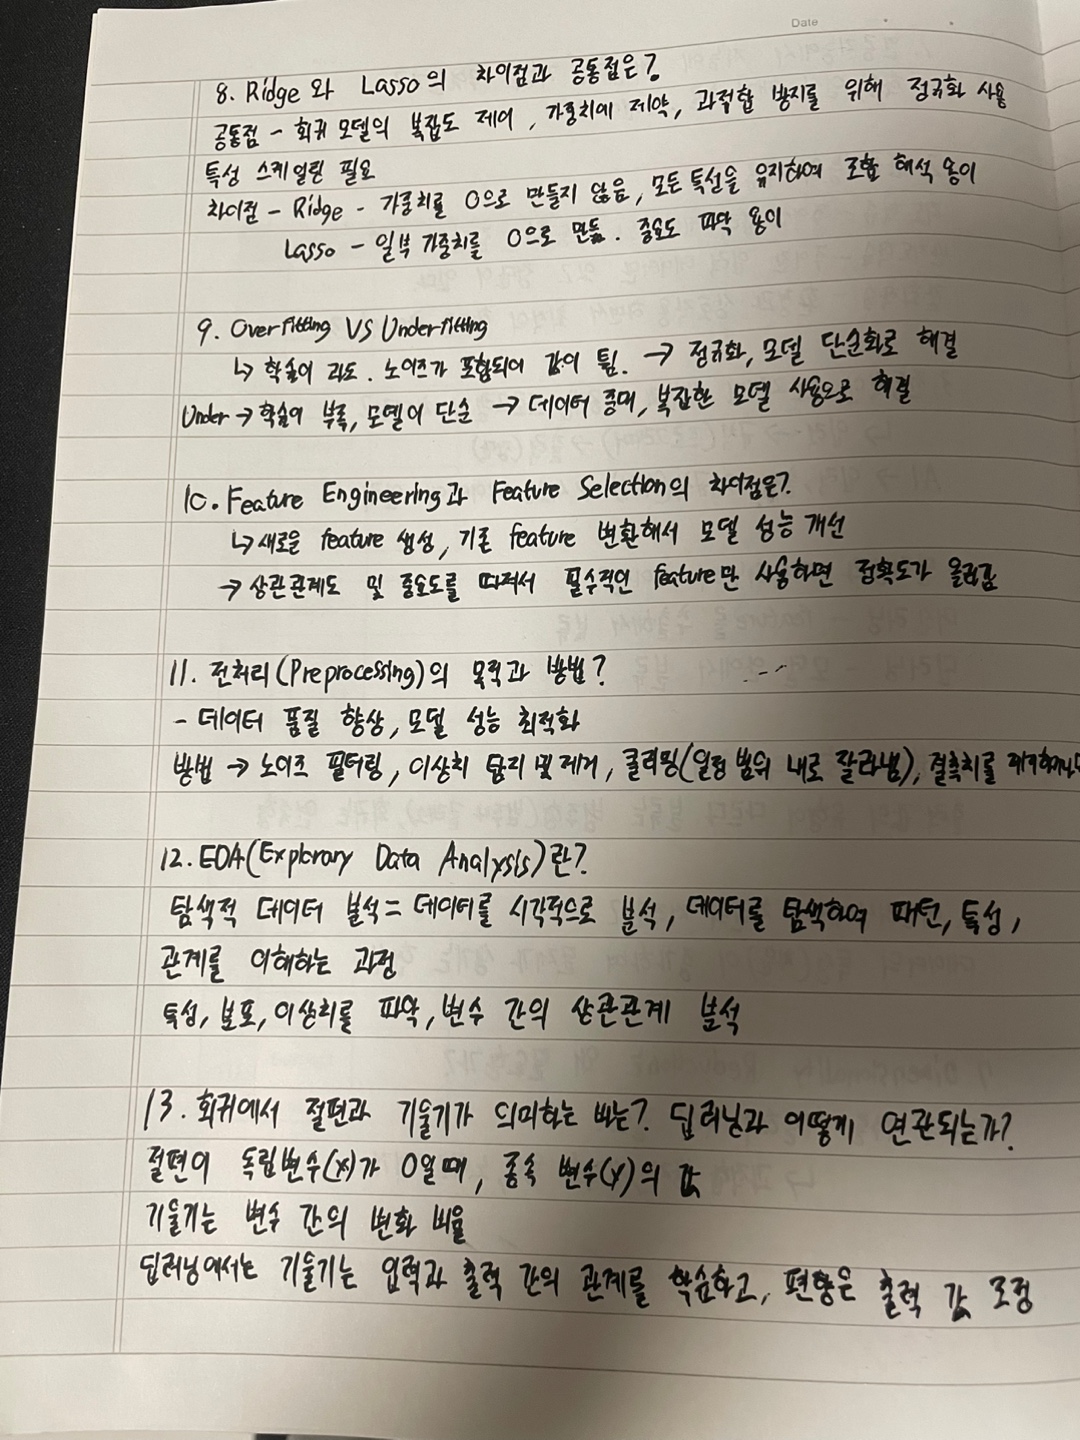 Date
8. Ridge 와 Lasso의 차이점과 공통점은?
공통점 - 회귀 모델의 복잡도 제어, 가중치에 제약, 과적합 방지를 위해 정규화 사용
특성 스케일링 필요
차이점 - Ridge - 가중치를 0으로 만들지 않음, 모든 특성을 유지하여 조합 해석 용이
Lasso - 일부 가중치를 0으로 만듦. 중요도 파악 용이
9. Overfitting VS Underfitting
↳ 학습이 과도. 노이즈가 포함되어 값이 튐. → 정규화, 모델 단순화로 해결
Under → 학습이 부족, 모델이 단순 → 데이터 증대, 복잡한 모델 사용으로 해결
10. Feature Engineering과 Feature Selection의 차이점은?
↳ 새로운 feature 생성, 기존 feature 변환해서 모델 성능 개선
→ 상관관계도 및 중요도를 따져서 필수적인 feature만 사용하면 정확도가 올라감
11. 전처리(Preprocessing)의 목적과 방법?
- 데이터 품질 향상, 모델 성능 최적화
방법 → 노이즈 필터링, 이상치 탐지 및 제거, 클리핑(일정 범위 내로 잘라냄), 결측치를
12. EDA(Explorary Data Analysis)란?
탐색적 데이터 분석 = 데이터를 시각적으로 분석, 데이터를 탐색하여 패턴, 특성,
관계를 이해하는 과정
특성, 분포, 이상치를 파악, 변수 간의 상관관계 분석
13. 회귀에서 절편과 기울기가 의미하는 바는? 딥러닝과 어떻게 연관되는가?
절편이 독립변수(x)가 0일때, 종속 변수(y)의 값
기울기는 변수 간의 변화 비율
딥러닝에서는 기울기는 입력과 출력 간의 관계를 학습하고, 편향은 출력 값 조정